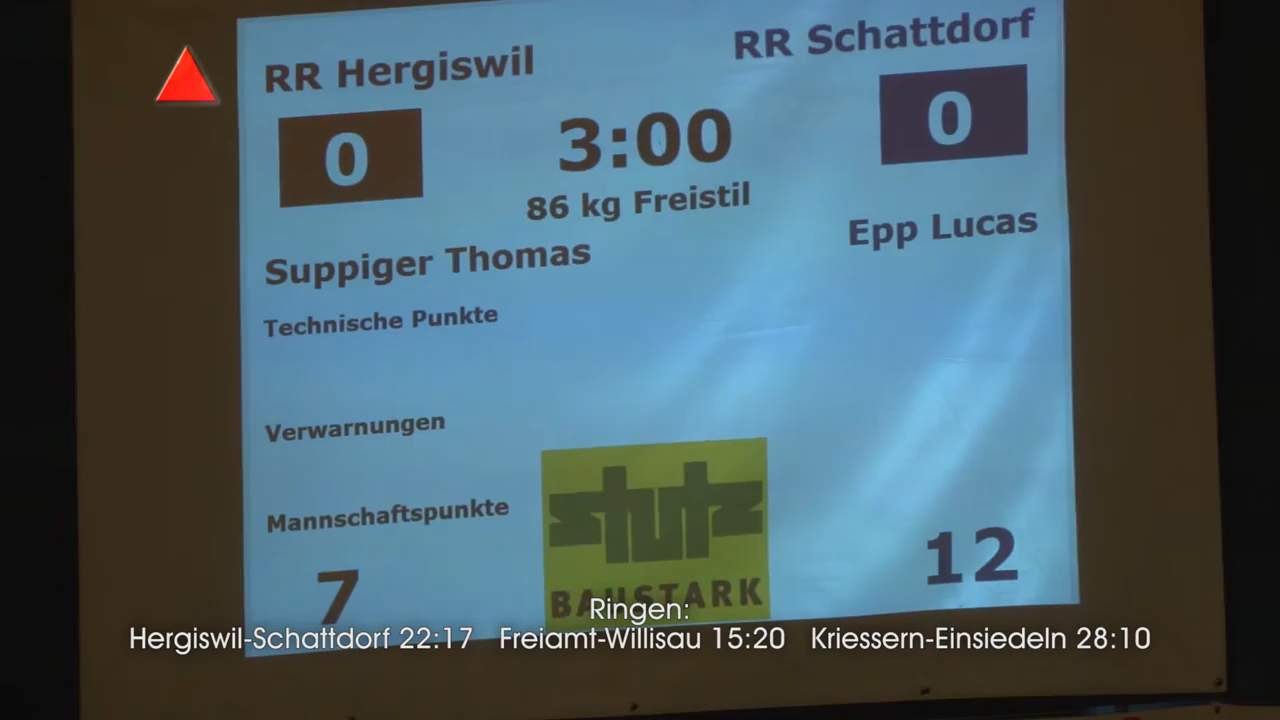 RR Hergiswil
RR Schattdorf
0
3:00
0
86 kg Freistil
Suppiger Thomas
Epp Lucas
Technische Punkte
Verwarnungen
Mannschaftspunkte
stutz
BAUSTARK
7
12
Ringen:
Hergiswil-Schattdorf 22:17 Freiamt-Willisau 15:20 Kriessern-Einsiedeln 28:10